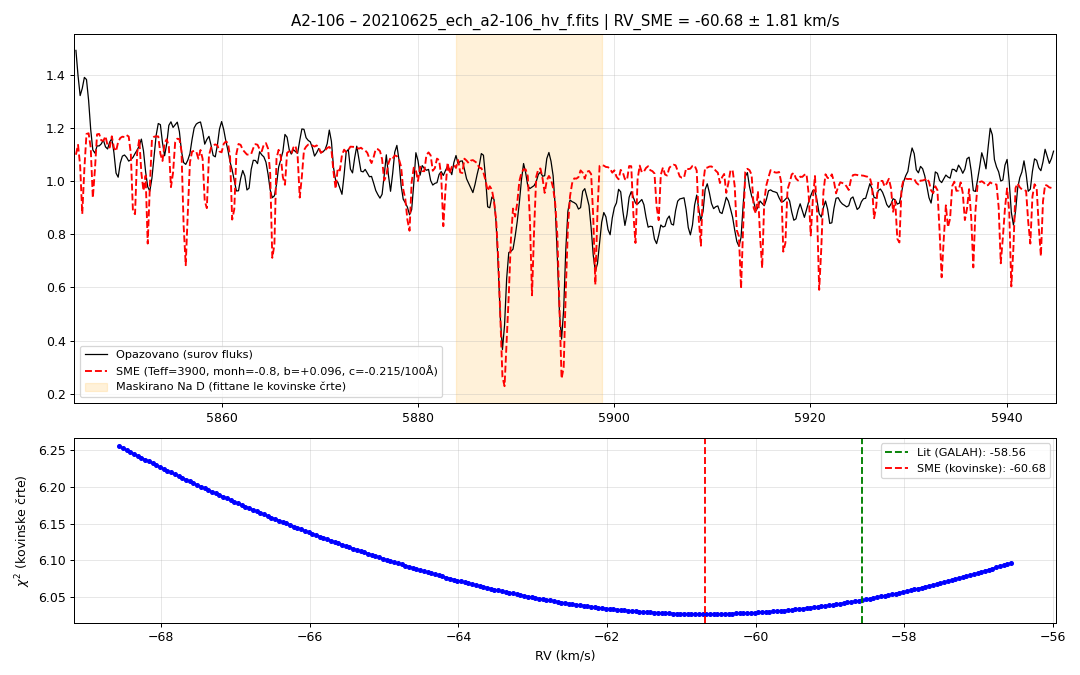 A2-106 – 20210625_ech_a2-106_hv_f.fits | RV_SME = -60.68 ± 1.81 km/s
1.4
1.2
1.0
0.8
0.6
0.4
0.2
Opazovano (surov fluks)
SME (Teff=3900, monh=-0.8, b=+0.096, c=-0.215/100Å)
Maskirano Na D (fittane le kovinske črte)
5860 5880 5900 5920 5940
6.25
6.20
6.15
6.10
6.05
χ² (kovinske črte)
Lit (GALAH): -58.56
SME (kovinske): -60.68
−68 −66 −64 −62 −60 −58 −56
RV (km/s)